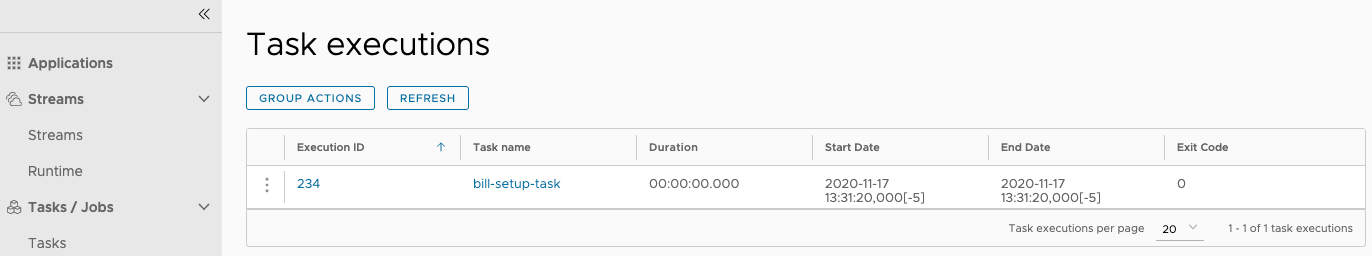 Applications
Streams
Streams
Runtime
Tasks / Jobs
Tasks
Task executions
GROUP ACTIONS REFRESH
Execution ID Task name Duration Start Date End Date Exit Code
234 bill-setup-task 00:00:00.000 2020-11-17 2020-11-17 0
13:31:20,000[-5] 13:31:20,000[-5]
Task executions per page 20 1 - 1 of 1 task executions